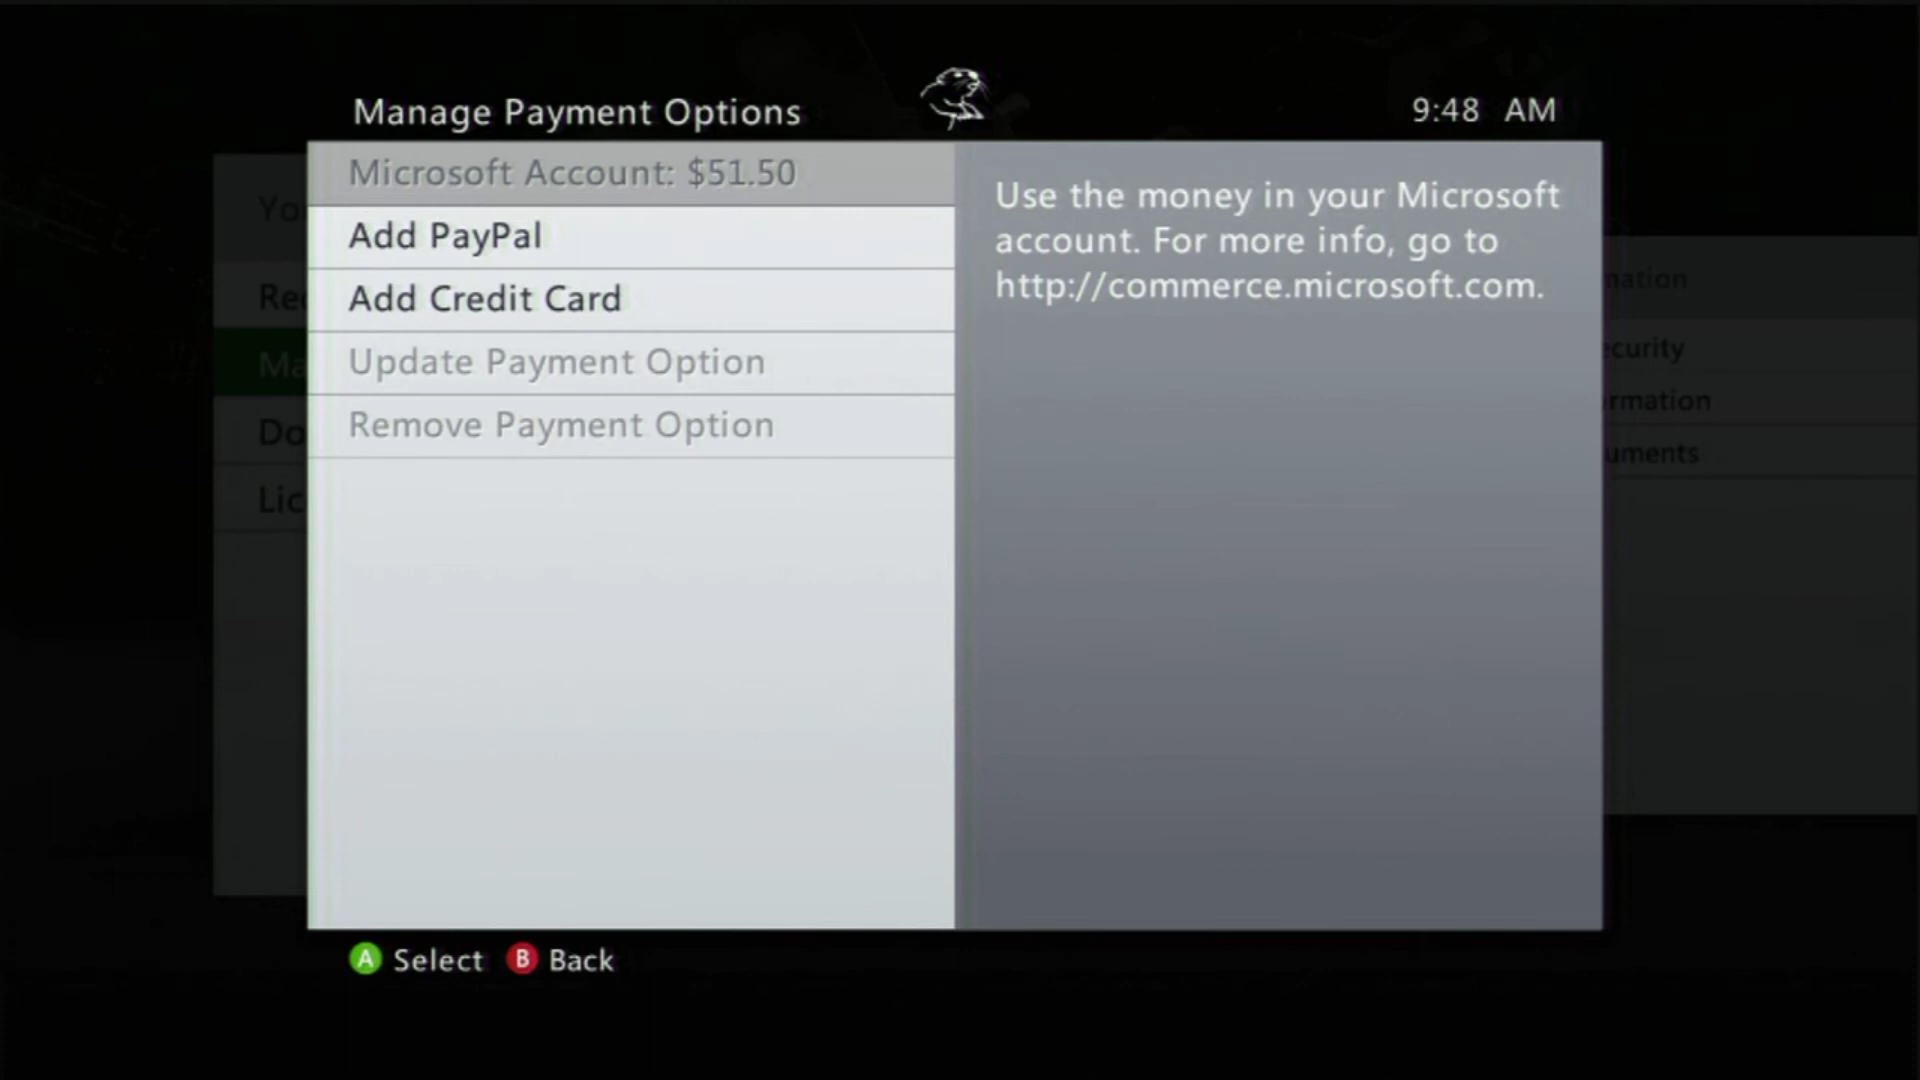 Manage Payment Options
9:48 AM
Microsoft Account: $51.50
Add PayPal
Add Credit Card
Update Payment Option
Remove Payment Option
Use the money in your Microsoft
account. For more info, go to
http://commerce.microsoft.com.
A Select B Back